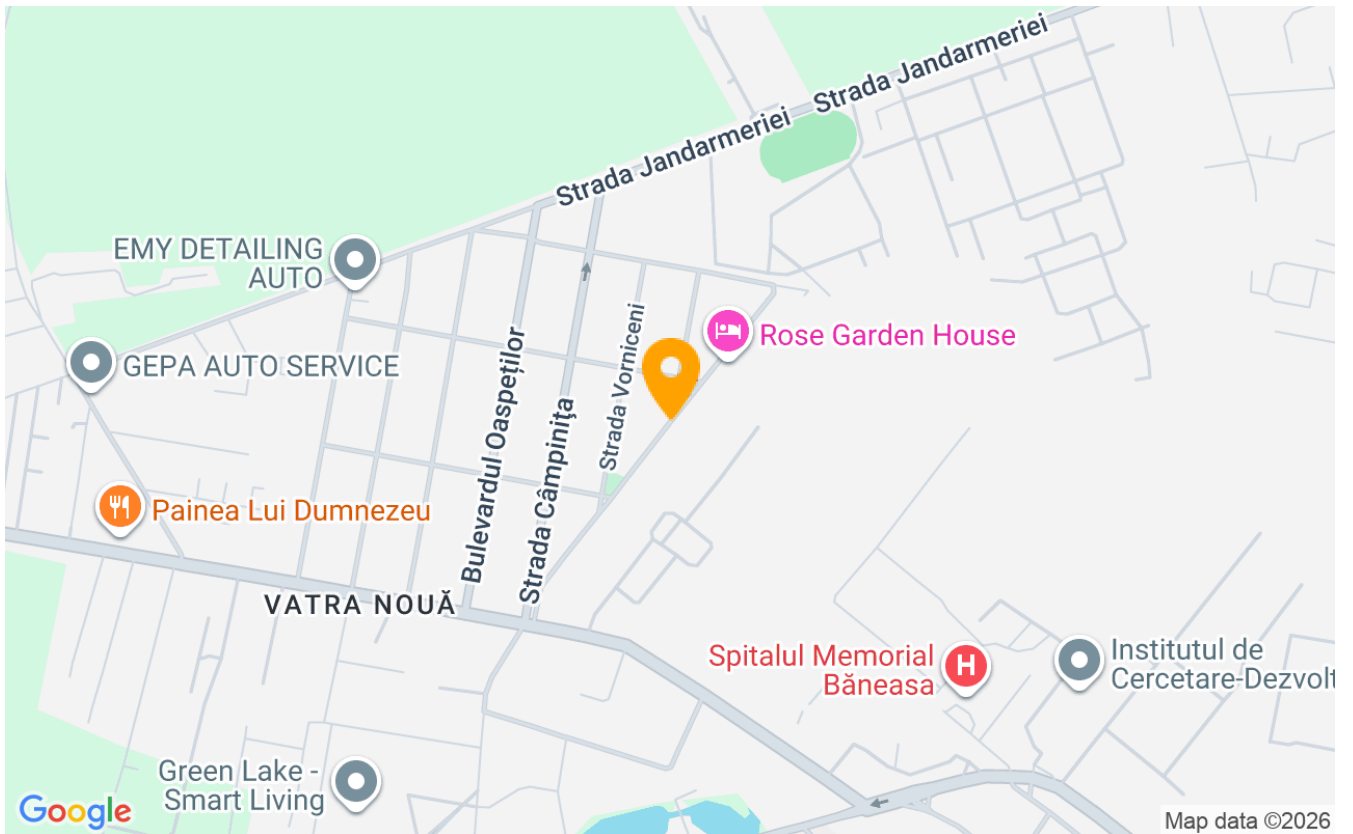 Strada Jandarmeriei
Strada Jandarmeriei
EMY DETAILING
AUTO
Rose Garden House
GEPA AUTO SERVICE
Strada Vorniceni
Bulevardul Oaspeților
Strada Câmpiniţa
Painea Lui Dumnezeu
VATRA NOUĂ
Spitalul Memorial
Băneasa
H
Institutul de
Cercetare-Dezvolt
Green Lake -
Smart Living
Google
Map data ©2026